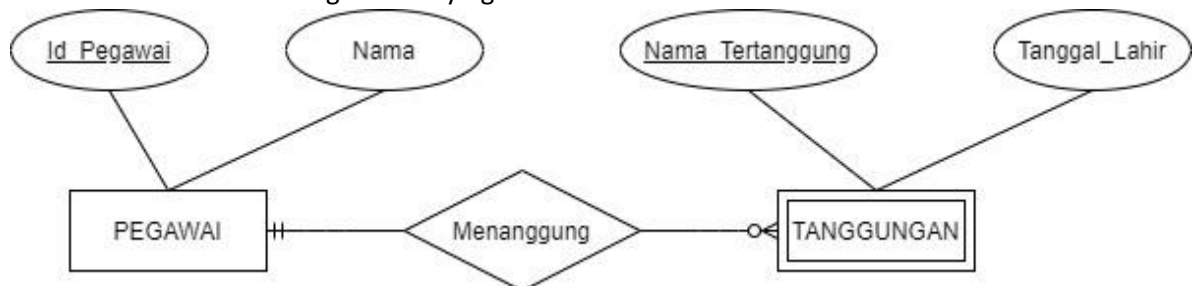 Id_Pegawai
Nama
Nama_Tertanggung
Tanggal_Lahir
PEGAWAI
Menanggung
TANGGUNGAN